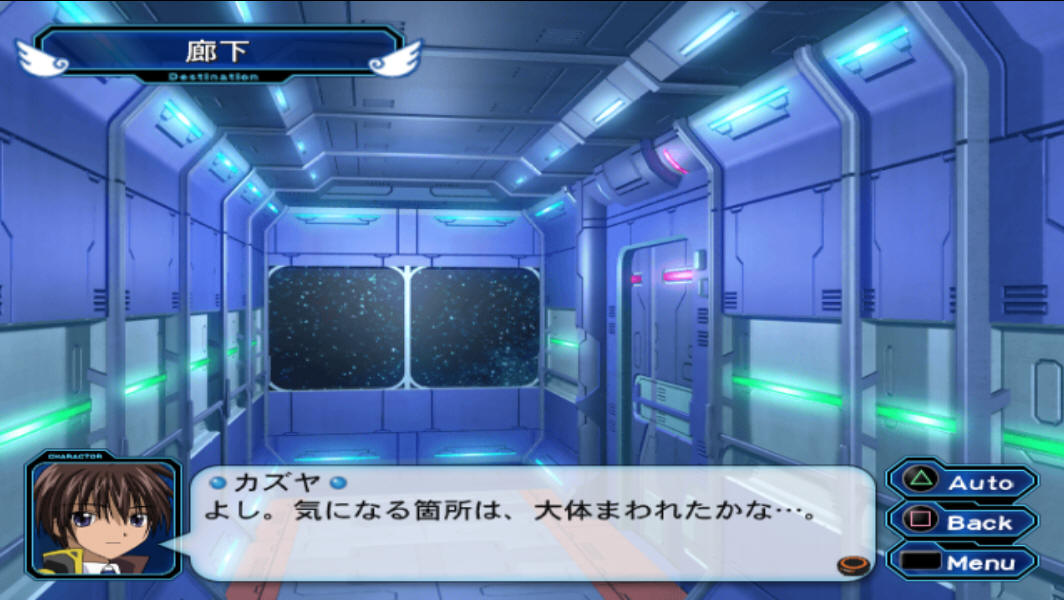 廊下
Destination
CHARACTOR
カズヤ
よし。気になる箇所は、大体まわれたかな…。
Auto
Back
Menu